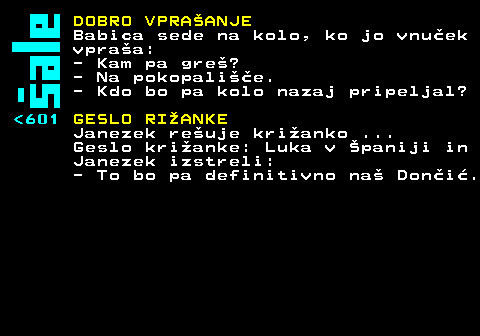 šale
DOBRO VPRAŠANJE
Babica sede na kolo, ko jo vnuček
vpraša:
- Kam pa greš?
- Na pokopališče.
- Kdo bo pa kolo nazaj pripeljal?
<601 GESLO RIŽANKE
Janezek rešuje križanko ...
Geslo križanke: Luka v Španiji in
Janezek izstreli:
- To bo pa definitivno naš Dončić.